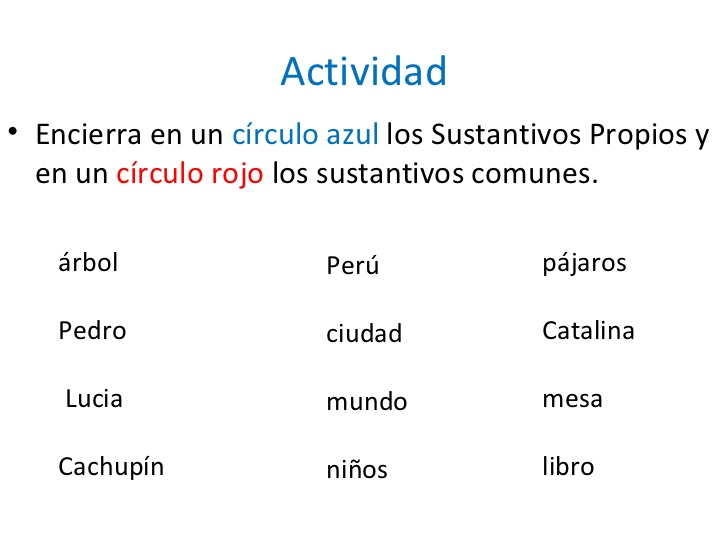 Actividad
• Encierra en un círculo azul los Sustantivos Propios y
en un círculo rojo los sustantivos comunes.
árbol
Pedro
Lucia
Cachupín
Perú
ciudad
mundo
niños
pájaros
Catalina
mesa
libro